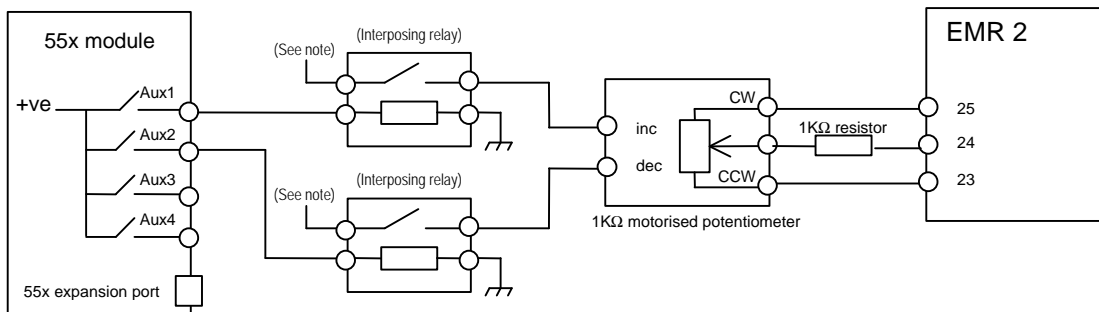 55x module
+ve
Aux1
Aux2
Aux3
Aux4
55x expansion port
(See note)
(Interposing relay)
(See note)
(Interposing relay)
inc
dec
CW
CCW
1KΩ motorised potentiometer
1KΩ resistor
EMR 2
25
24
23